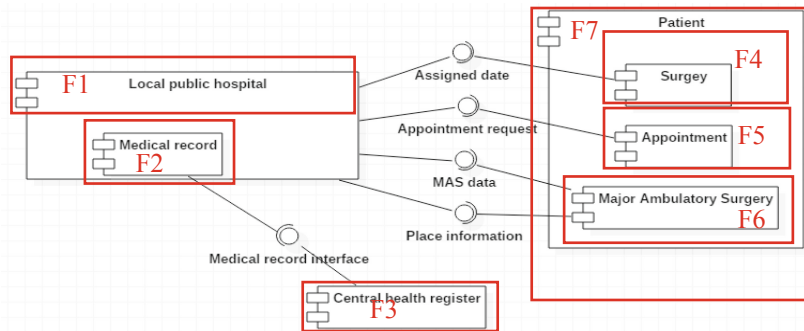 Patient
F7
F1
Local public hospital
Assigned date
Surgey
F4
Medical record
F2
Appointment request
Appointment
F5
MAS data
Major Ambulatory Surgery
F6
Place information
Medical record interface
Central health register
F3